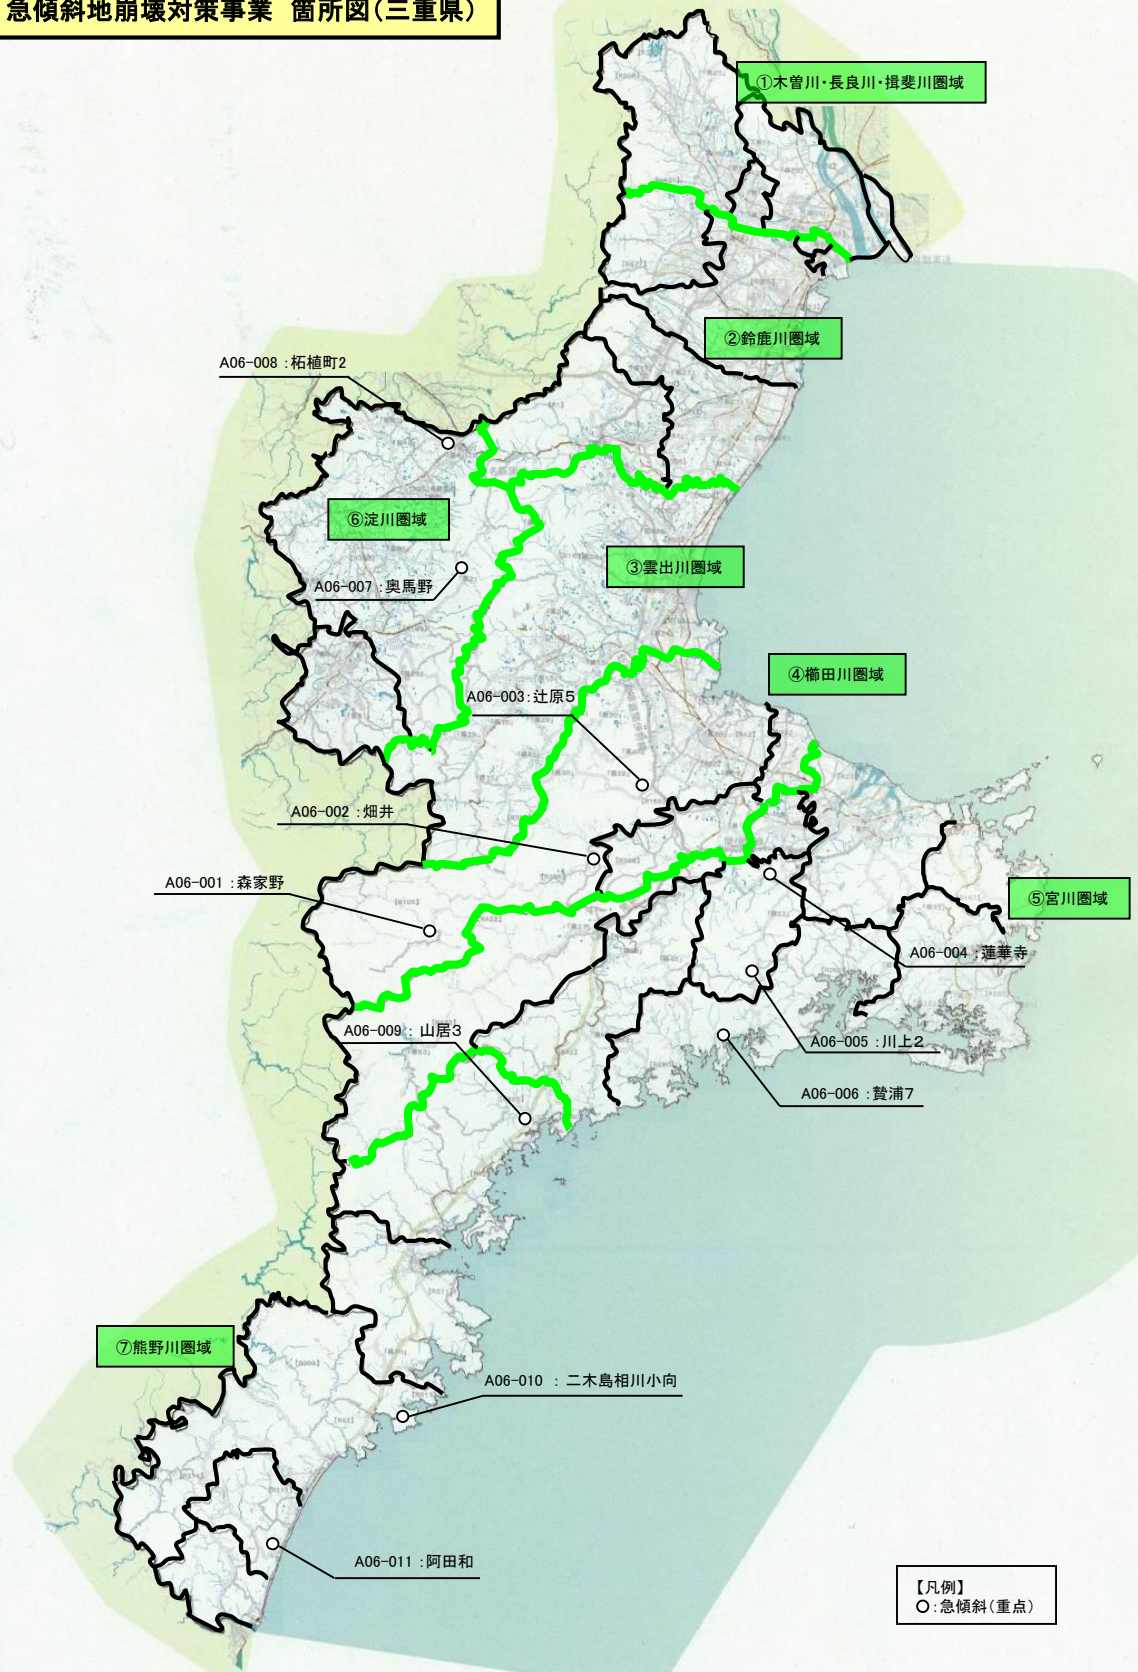 急傾斜地崩壊対策事業 箇所図(三重県)
①木曽川・長良川・揖斐川圏域
②鈴鹿川圏域
A06-008 :柘植町2
⑥淀川圏域
③雲出川圏域
A06-007 :奥馬野
④櫛田川圏域
A06-003:辻原5
A06-002 :畑井
A06-001 :森家野
⑤宮川圏域
A06-004 :蓮華寺
A06-009 : 山居3
A06-005 :川上2
A06-006 :贄浦7
⑦熊野川圏域
A06-010 : 二木島相川小向
A06-011 :阿田和
【凡例】
○:急傾斜(重点)